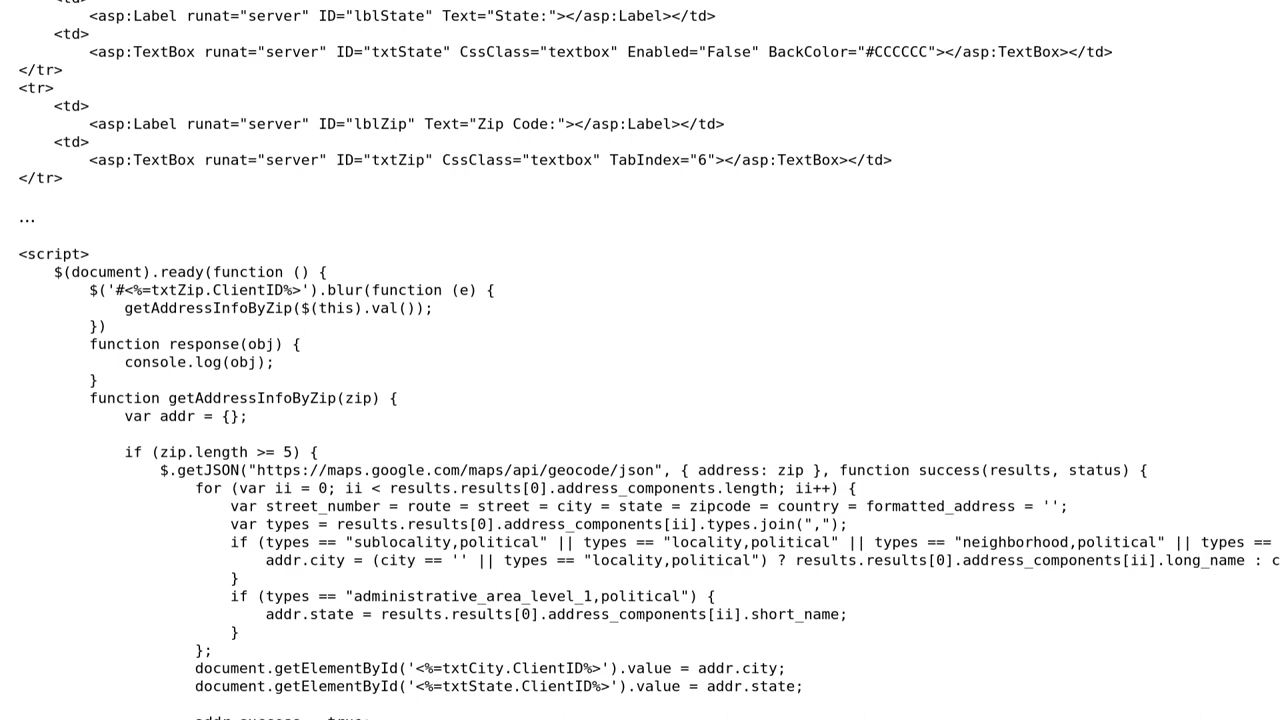 <asp:Label runat="server" ID="lblState" Text="State:"></asp:Label></td>
<td>
<asp:TextBox runat="server" ID="txtState" CssClass="textbox" Enabled="False" BackColor="#CCCCCC"></asp:TextBox></td>
</tr>
<tr>
<td>
<asp:Label runat="server" ID="lblZip" Text="Zip Code:"></asp:Label></td>
<td>
<asp:TextBox runat="server" ID="txtZip" CssClass="textbox" TabIndex="6"></asp:TextBox></td>
</tr>
...
<script>
$(document).ready(function () {
$('#<%=txtZip.ClientID%>').blur(function (e) {
getAddressInfoByZip($(this).val());
})
function response(obj) {
console.log(obj);
}
function getAddressInfoByZip(zip) {
var addr = {};
if (zip.length >= 5) {
$.getJSON("https://maps.google.com/maps/api/geocode/json", { address: zip }, function success(results, status) {
for (var ii = 0; ii < results.results[0].address_components.length; ii++) {
var street_number = route = street = city = state = zipcode = country = formatted_address = '';
var types = results.results[0].address_components[ii].types.join(",");
if (types == "sublocality,political" || types == "locality,political" || types == "neighborhood,political" || types ==
addr.city = (city == '' || types == "locality,political") ? results.results[0].address_components[ii].long_name : c
}
if (types == "administrative_area_level_1,political") {
addr.state = results.results[0].address_components[ii].short_name;
}
};
document.getElementById('<%=txtCity.ClientID%>').value = addr.city;
document.getElementById('<%=txtState.ClientID%>').value = addr.state;